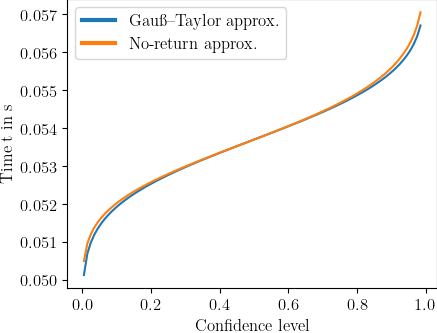 0.057
0.056
0.055
0.054
0.053
0.052
0.051
0.050
Time t in s
Gauß–Taylor approx.
No-return approx.
0.0 0.2 0.4 0.6 0.8 1.0
Confidence level